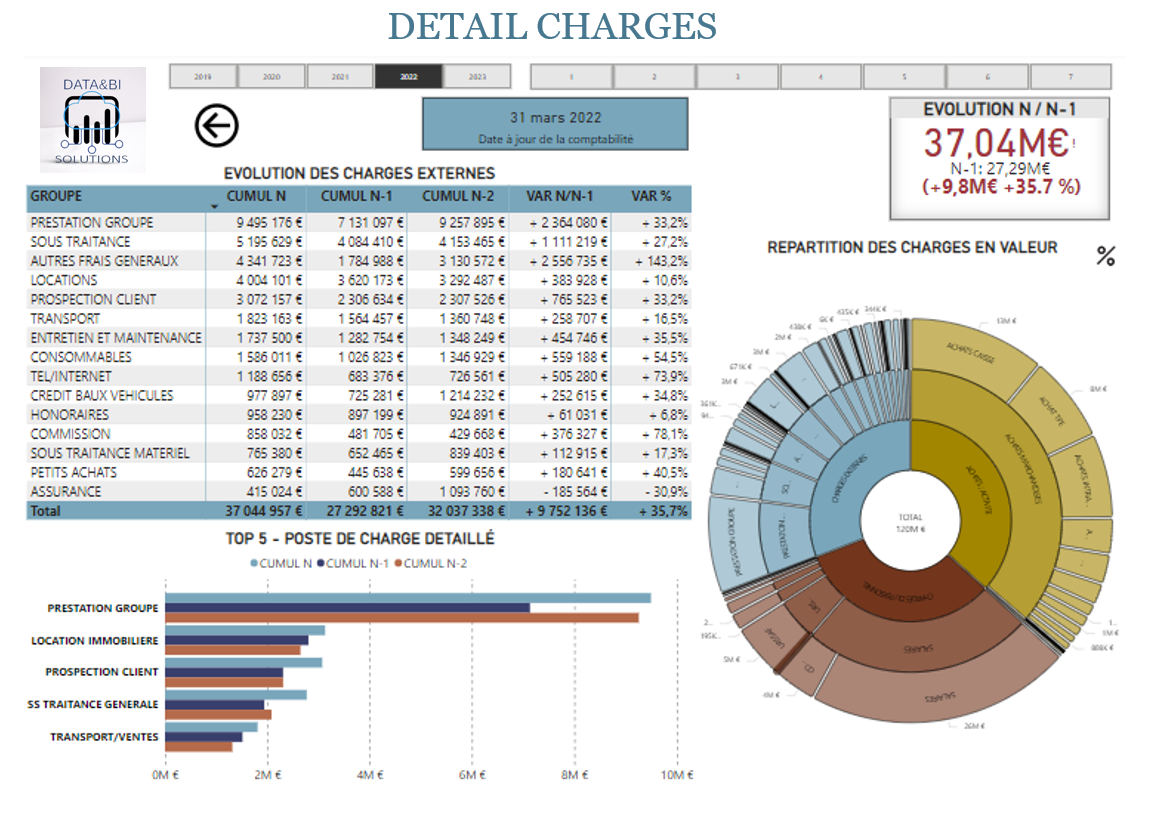 DETAIL CHARGES
DATA&BI
SOLUTIONS
2019 2020 2021 2022 2023 1 2 3 4 5 6 7
31 mars 2022
Date à jour de la comptabilité
EVOLUTION N / N-1
37,04M€!
N-1: 27,29M€
(+9,8M€ +35.7 %)
EVOLUTION DES CHARGES EXTERNES
GROUPE CUMUL N CUMUL N-1 CUMUL N-2 VAR N/N-1 VAR %
PRESTATION GROUPE 9 495 176 € 7 131 097 € 9 257 895 € + 2 364 080 € + 33,2%
SOUS TRAITANCE 5 195 629 € 4 084 410 € 4 153 465 € + 1 111 219 € + 27,2%
AUTRES FRAIS GENERAUX 4 341 723 € 1 784 988 € 3 130 572 € + 2 556 735 € + 143,2%
LOCATIONS 4 004 101 € 3 620 173 € 3 292 487 € + 383 928 € + 10,6%
PROSPECTION CLIENT 3 072 157 € 2 306 634 € 2 307 526 € + 765 523 € + 33,2%
TRANSPORT 1 823 163 € 1 564 457 € 1 360 748 € + 258 707 € + 16,5%
ENTRETIEN ET MAINTENANCE 1 737 500 € 1 282 754 € 1 348 249 € + 454 746 € + 35,5%
CONSOMMABLES 1 586 011 € 1 026 823 € 1 346 929 € + 559 188 € + 54,5%
TEL/INTERNET 1 188 656 € 683 376 € 726 561 € + 505 280 € + 73,9%
CREDIT BAUX VEHICULES 977 897 € 725 281 € 1 214 232 € + 252 615 € + 34,8%
HONORAIRES 958 230 € 897 199 € 924 891 € + 61 031 € + 6,8%
COMMISSION 858 032 € 481 705 € 429 668 € + 376 327 € + 78,1%
SOUS TRAITANCE MATERIEL 765 380 € 652 465 € 839 403 € + 112 915 € + 17,3%
PETITS ACHATS 626 279 € 445 638 € 599 656 € + 180 641 € + 40,5%
ASSURANCE 415 024 € 600 588 € 1 093 760 € - 185 564 € - 30,9%
Total 37 044 957 € 27 292 821 € 32 037 338 € + 9 752 136 € + 35,7%
REPARTITION DES CHARGES EN VALEUR
%
13M €
8M €
1M €
888K €
26M €
4M €
5M €
195K...
2...
3M €
671K €
3M €
2M €
438K €
6K €
435K €
344K €
ACHATS CAISSE
ACHAT TYPE
CHARGES EXTERNES
PRESTATION...
PRESTATION GROUPE
SALAIRES
SALAIRES
TOTAL
120M €
TOP 5 - POSTE DE CHARGE DETAILLÉ
CUMUL N CUMUL N-1 CUMUL N-2
PRESTATION GROUPE
LOCATION IMMOBILIERE
PROSPECTION CLIENT
SS TRAITANCE GENERALE
TRANSPORT/VENTES
0M € 2M € 4M € 6M € 8M € 10M €